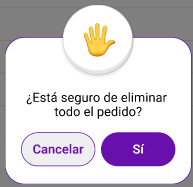 ¿Está seguro de eliminar
todo el pedido?
Cancelar
Sí